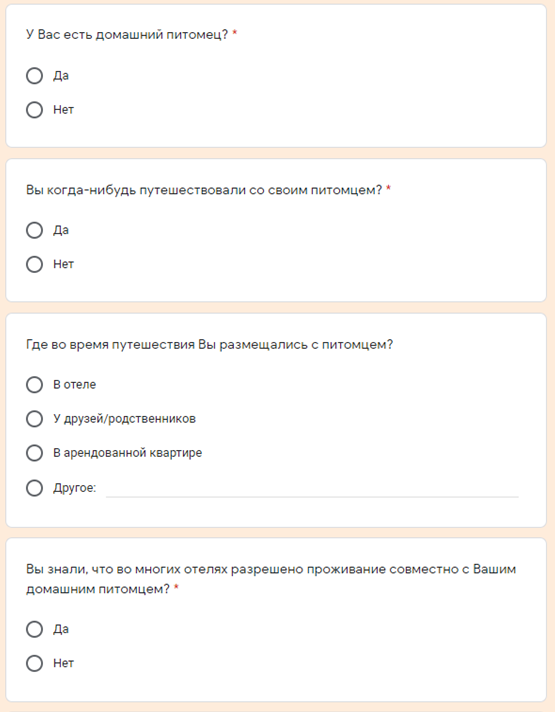 У Вас есть домашний питомец? *
Да
Нет
Вы когда-нибудь путешествовали со своим питомцем? *
Да
Нет
Где во время путешествия Вы размещались с питомцем?
В отеле
У друзей/родственников
В арендованной квартире
Другое:
Вы знали, что во многих отелях разрешено проживание совместно с Вашим
домашним питомцем? *
Да
Нет